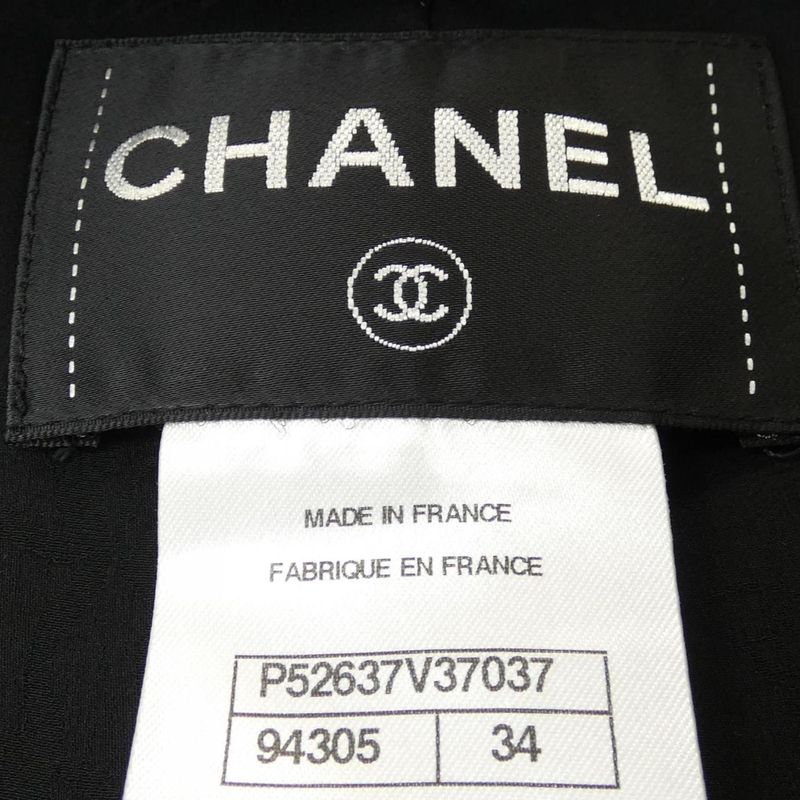 CHANEL
MADE IN FRANCE
FABRIQUE EN FRANCE
P52637V37037
94305 34